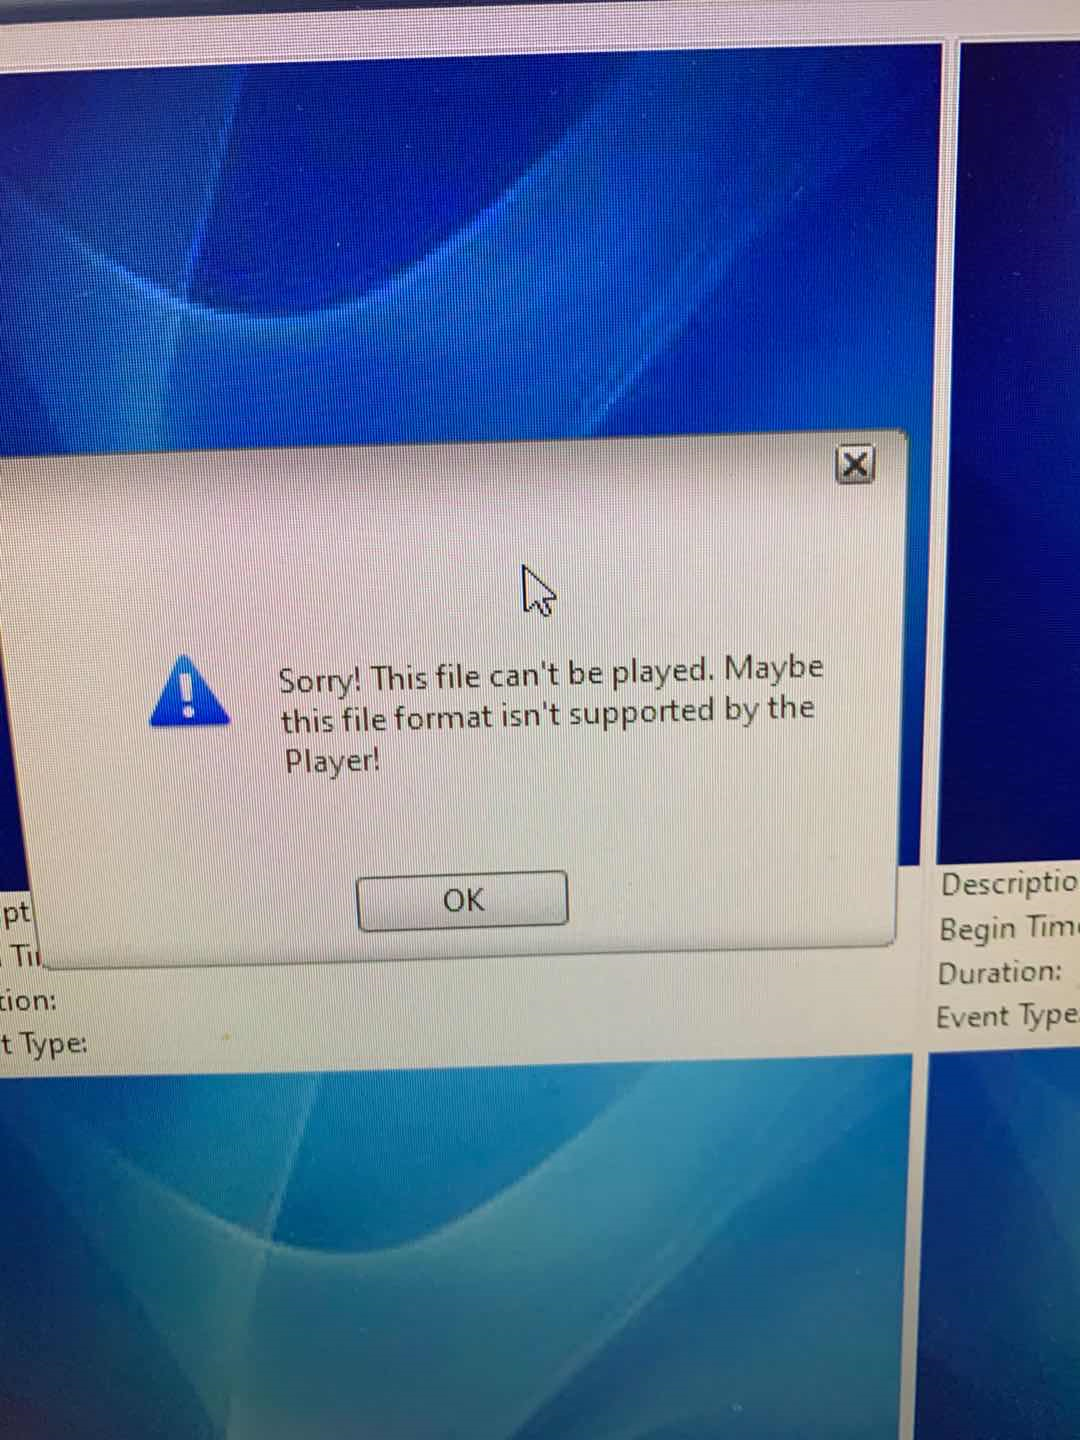 Sorry! This file can't be played. Maybe
this file format isn't supported by the
Player!
OK
pt
Ti
tion:
t Type:
Descriptio
Begin Tim
Duration:
Event Type